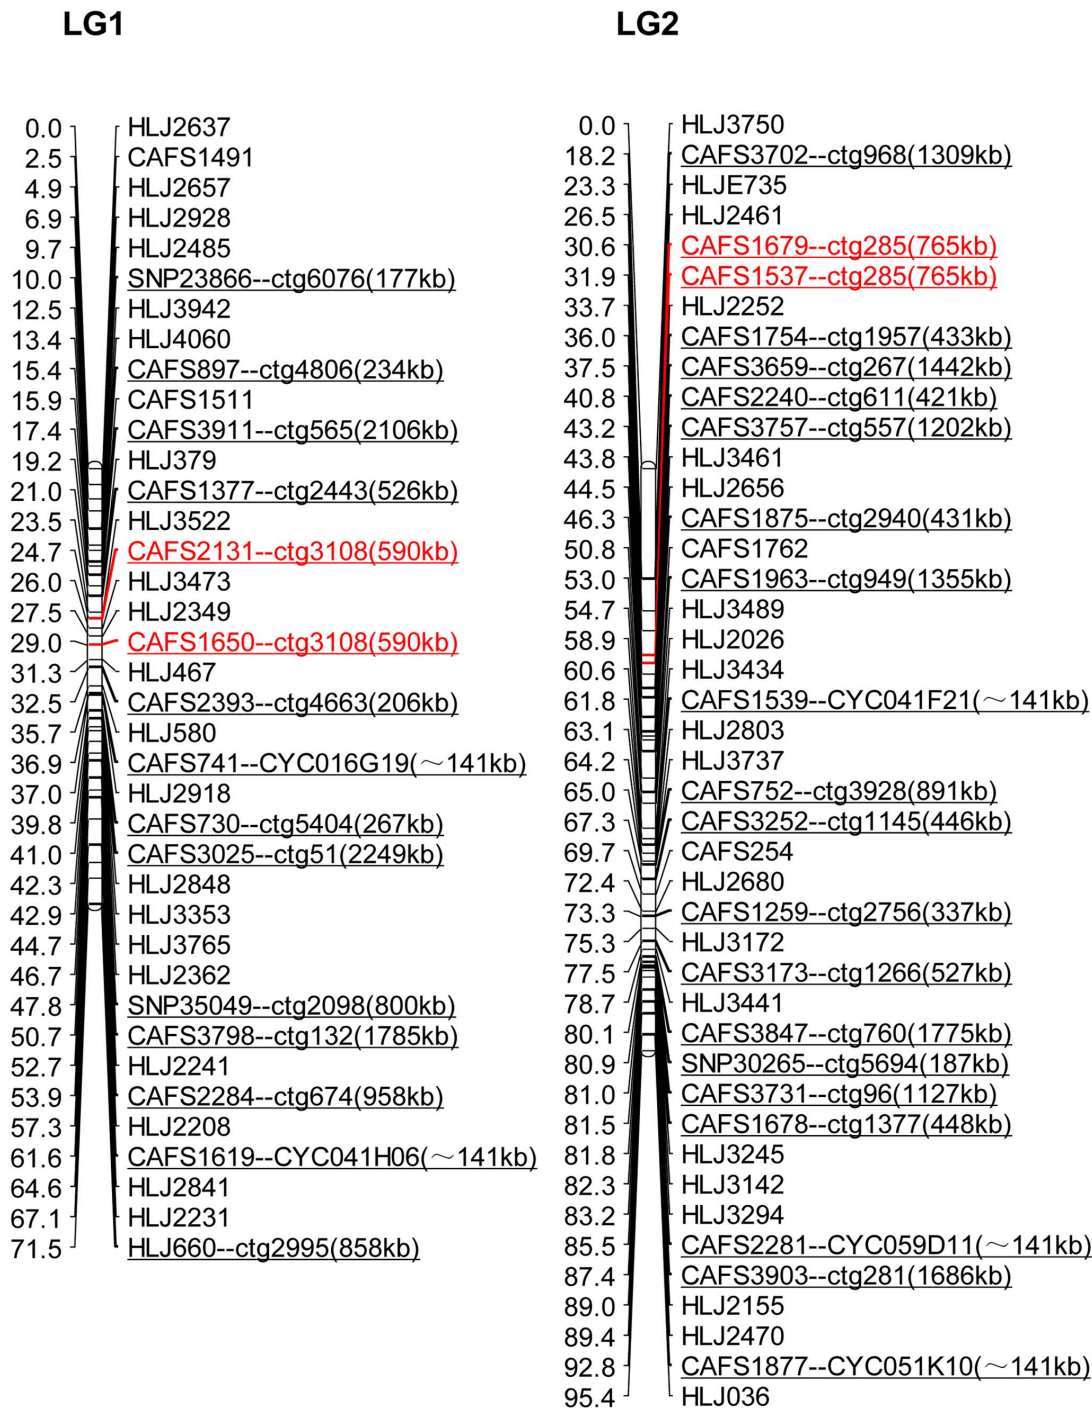 LG1
0.0 HLJ2637
2.5 CAFS1491
4.9 HLJ2657
6.9 HLJ2928
9.7 HLJ2485
10.0 SNP23866--ctg6076(177kb)
12.5 HLJ3942
13.4 HLJ4060
15.4 CAFS897--ctg4806(234kb)
15.9 CAFS1511
17.4 CAFS3911--ctg565(2106kb)
19.2 HLJ379
21.0 CAFS1377--ctg2443(526kb)
23.5 HLJ3522
24.7 CAFS2131--ctg3108(590kb)
26.0 HLJ3473
27.5 HLJ2349
29.0 CAFS1650--ctg3108(590kb)
31.3 HLJ467
32.5 CAFS2393--ctg4663(206kb)
35.7 HLJ580
36.9 CAFS741--CYC016G19(~141kb)
37.0 HLJ2918
39.8 CAFS730--ctg5404(267kb)
41.0 CAFS3025--ctg51(2249kb)
42.3 HLJ2848
42.9 HLJ3353
44.7 HLJ3765
46.7 HLJ2362
47.8 SNP35049--ctg2098(800kb)
50.7 CAFS3798--ctg132(1785kb)
52.7 HLJ2241
53.9 CAFS2284--ctg674(958kb)
57.3 HLJ2208
61.6 CAFS1619--CYC041H06(~141kb)
64.6 HLJ2841
67.1 HLJ2231
71.5 HLJ660--ctg2995(858kb)
LG2
0.0 HLJ3750
18.2 CAFS3702--ctg968(1309kb)
23.3 HLJE735
26.5 HLJ2461
30.6 CAFS1679--ctg285(765kb)
31.9 CAFS1537--ctg285(765kb)
33.7 HLJ2252
36.0 CAFS1754--ctg1957(433kb)
37.5 CAFS3659--ctg267(1442kb)
40.8 CAFS2240--ctg611(421kb)
43.2 CAFS3757--ctg557(1202kb)
43.8 HLJ3461
44.5 HLJ2656
46.3 CAFS1875--ctg2940(431kb)
50.8 CAFS1762
53.0 CAFS1963--ctg949(1355kb)
54.7 HLJ3489
58.9 HLJ2026
60.6 HLJ3434
61.8 CAFS1539--CYC041F21(~141kb)
63.1 HLJ2803
64.2 HLJ3737
65.0 CAFS752--ctg3928(891kb)
67.3 CAFS3252--ctg1145(446kb)
69.7 CAFS254
72.4 HLJ2680
73.3 CAFS1259--ctg2756(337kb)
75.3 HLJ3172
77.5 CAFS3173--ctg1266(527kb)
78.7 HLJ3441
80.1 CAFS3847--ctg760(1775kb)
80.9 SNP30265--ctg5694(187kb)
81.0 CAFS3731--ctg96(1127kb)
81.5 CAFS1678--ctg1377(448kb)
81.8 HLJ3245
82.3 HLJ3142
83.2 HLJ3294
85.5 CAFS2281--CYC059D11(~141kb)
87.4 CAFS3903--ctg281(1686kb)
89.0 HLJ2155
89.4 HLJ2470
92.8 CAFS1877--CYC051K10(~141kb)
95.4 HLJ036